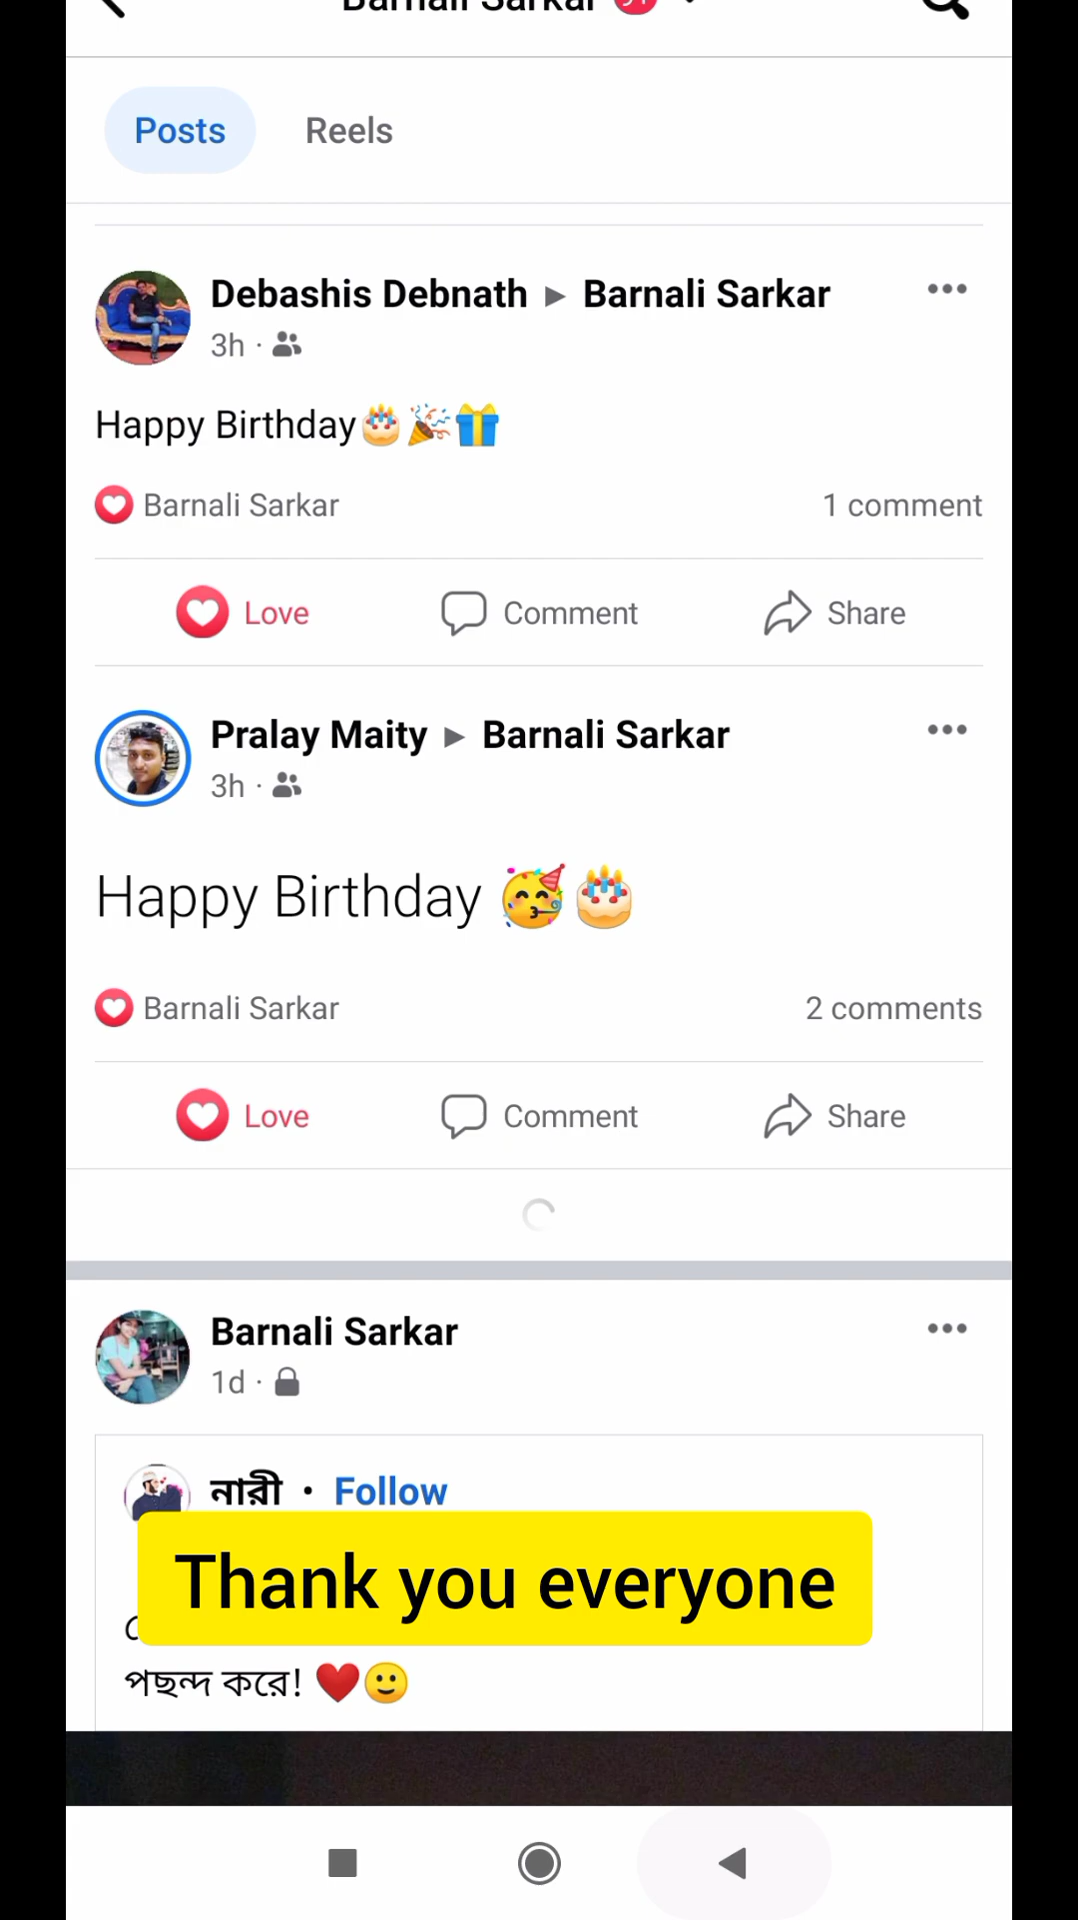 Barnali Sarkar
Posts Reels
Debashis Debnath ▶ Barnali Sarkar
3h ·
Happy Birthday🎂🎉🎁
Barnali Sarkar 1 comment
Love Comment Share
Pralay Maity ▶ Barnali Sarkar
3h ·
Happy Birthday 🥳🎂
Barnali Sarkar 2 comments
Love Comment Share
Barnali Sarkar
1d ·
নারী · Follow
Thank you everyone
পছন্দ করে! ❤️🙂